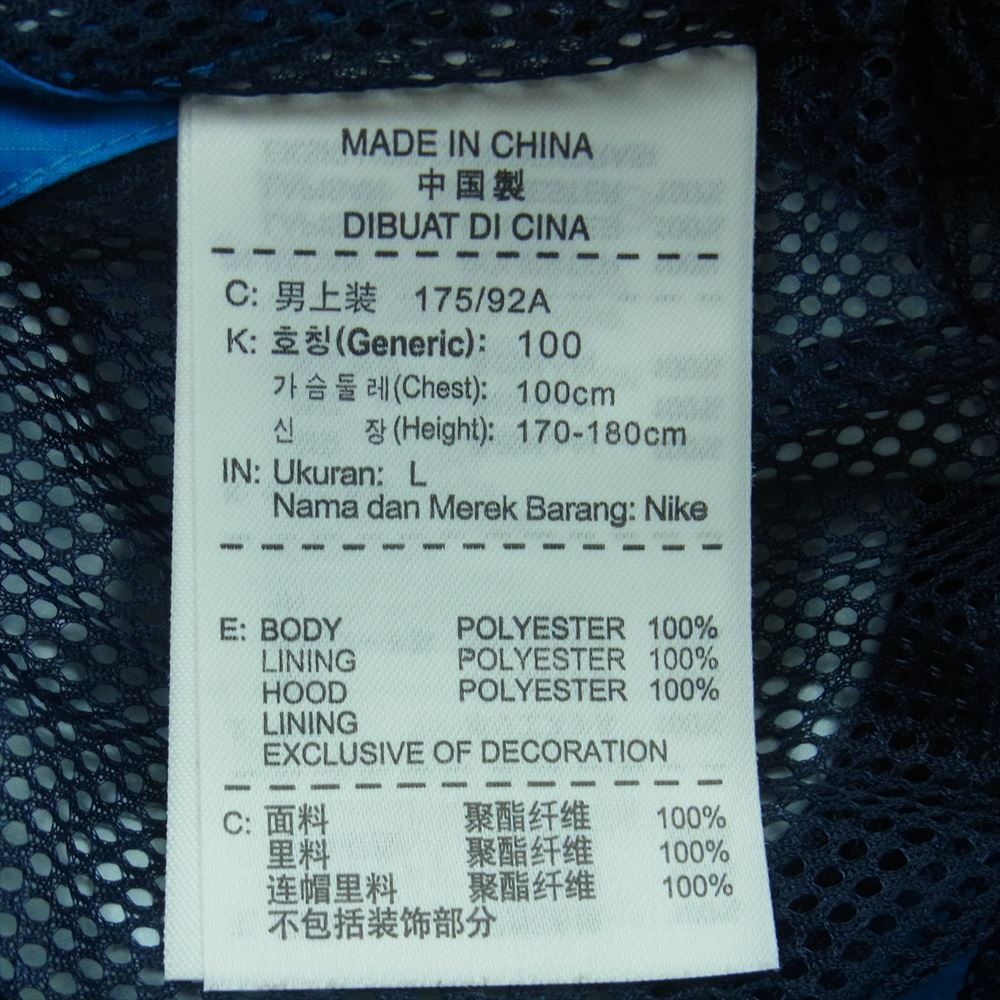 MADE IN CHINA
中国製
DIBUAT DI CINA
C: 男上装 175/92A
K: 호칭(Generic): 100
가슴둘레(Chest): 100cm
신 장(Height): 170-180cm
IN: Ukuran: L
Nama dan Merek Barang: Nike
E: BODY POLYESTER 100%
LINING POLYESTER 100%
HOOD POLYESTER 100%
LINING
EXCLUSIVE OF DECORATION
C: 面料 聚酯纤维 100%
里料 聚酯纤维 100%
连帽里料 聚酯纤维 100%
不包括装饰部分